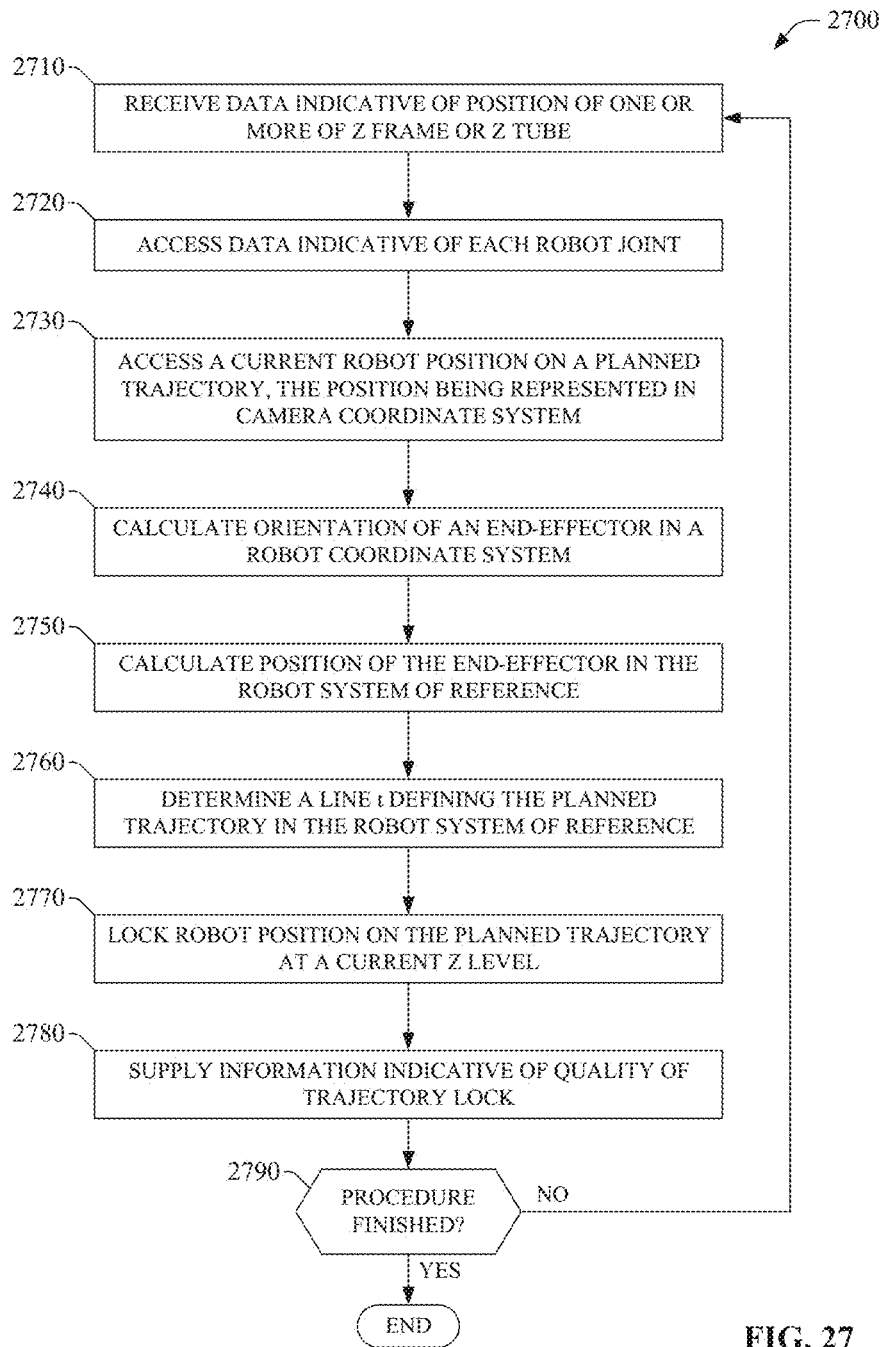 2700
2710
RECEIVE DATA INDICATIVE OF POSITION OF ONE OR
MORE OF Z FRAME OR Z TUBE
2720
ACCESS DATA INDICATIVE OF EACH ROBOT JOINT
2730
ACCESS A CURRENT ROBOT POSITION ON A PLANNED
TRAJECTORY, THE POSITION BEING REPRESENTED IN
CAMERA COORDINATE SYSTEM
2740
CALCULATE ORIENTATION OF AN END-EFFECTOR IN A
ROBOT COORDINATE SYSTEM
2750
CALCULATE POSITION OF THE END-EFFECTOR IN THE
ROBOT SYSTEM OF REFERENCE
2760
DETERMINE A LINE t DEFINING THE PLANNED
TRAJECTORY IN THE ROBOT SYSTEM OF REFERENCE
2770
LOCK ROBOT POSITION ON THE PLANNED TRAJECTORY
AT A CURRENT Z LEVEL
2780
SUPPLY INFORMATION INDICATIVE OF QUALITY OF
TRAJECTORY LOCK
2790
PROCEDURE
FINISHED?
NO
YES
END
FIG. 27